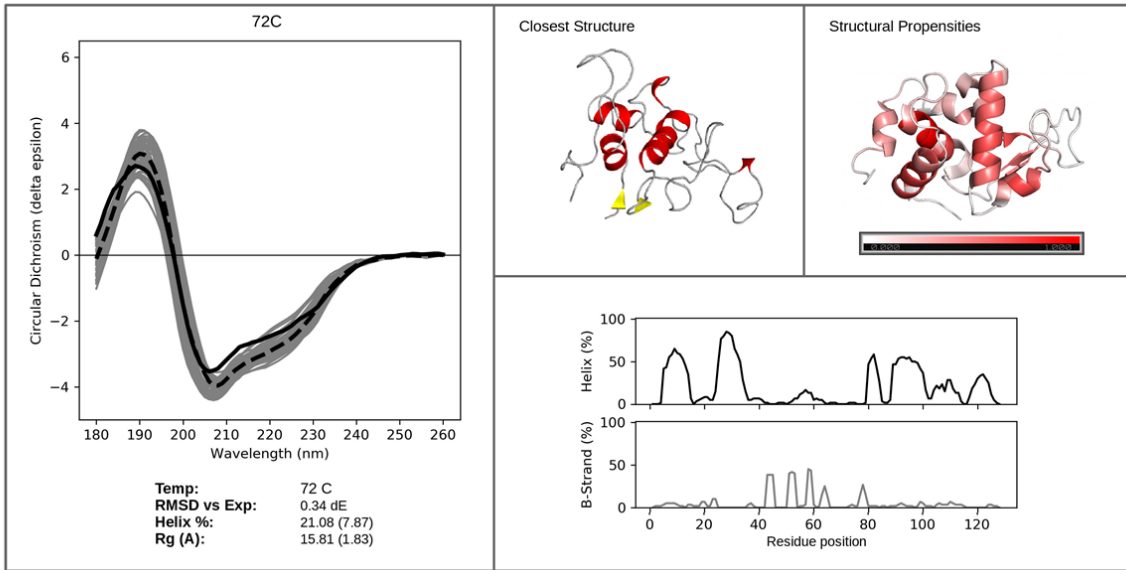 72C
Circular Dichroism (delta epsilon)
6
4
2
0
−2
−4
180 190 200 210 220 230 240 250 260
Wavelength (nm)
Temp: 72 C
RMSD vs Exp: 0.34 dE
Helix %: 21.08 (7.87)
Rg (A): 15.81 (1.83)
Closest Structure
Structural Propensities
0.000 1.000
Helix (%)
100
50
0
B-Strand (%)
100
50
0
0 20 40 60 80 100 120
Residue position